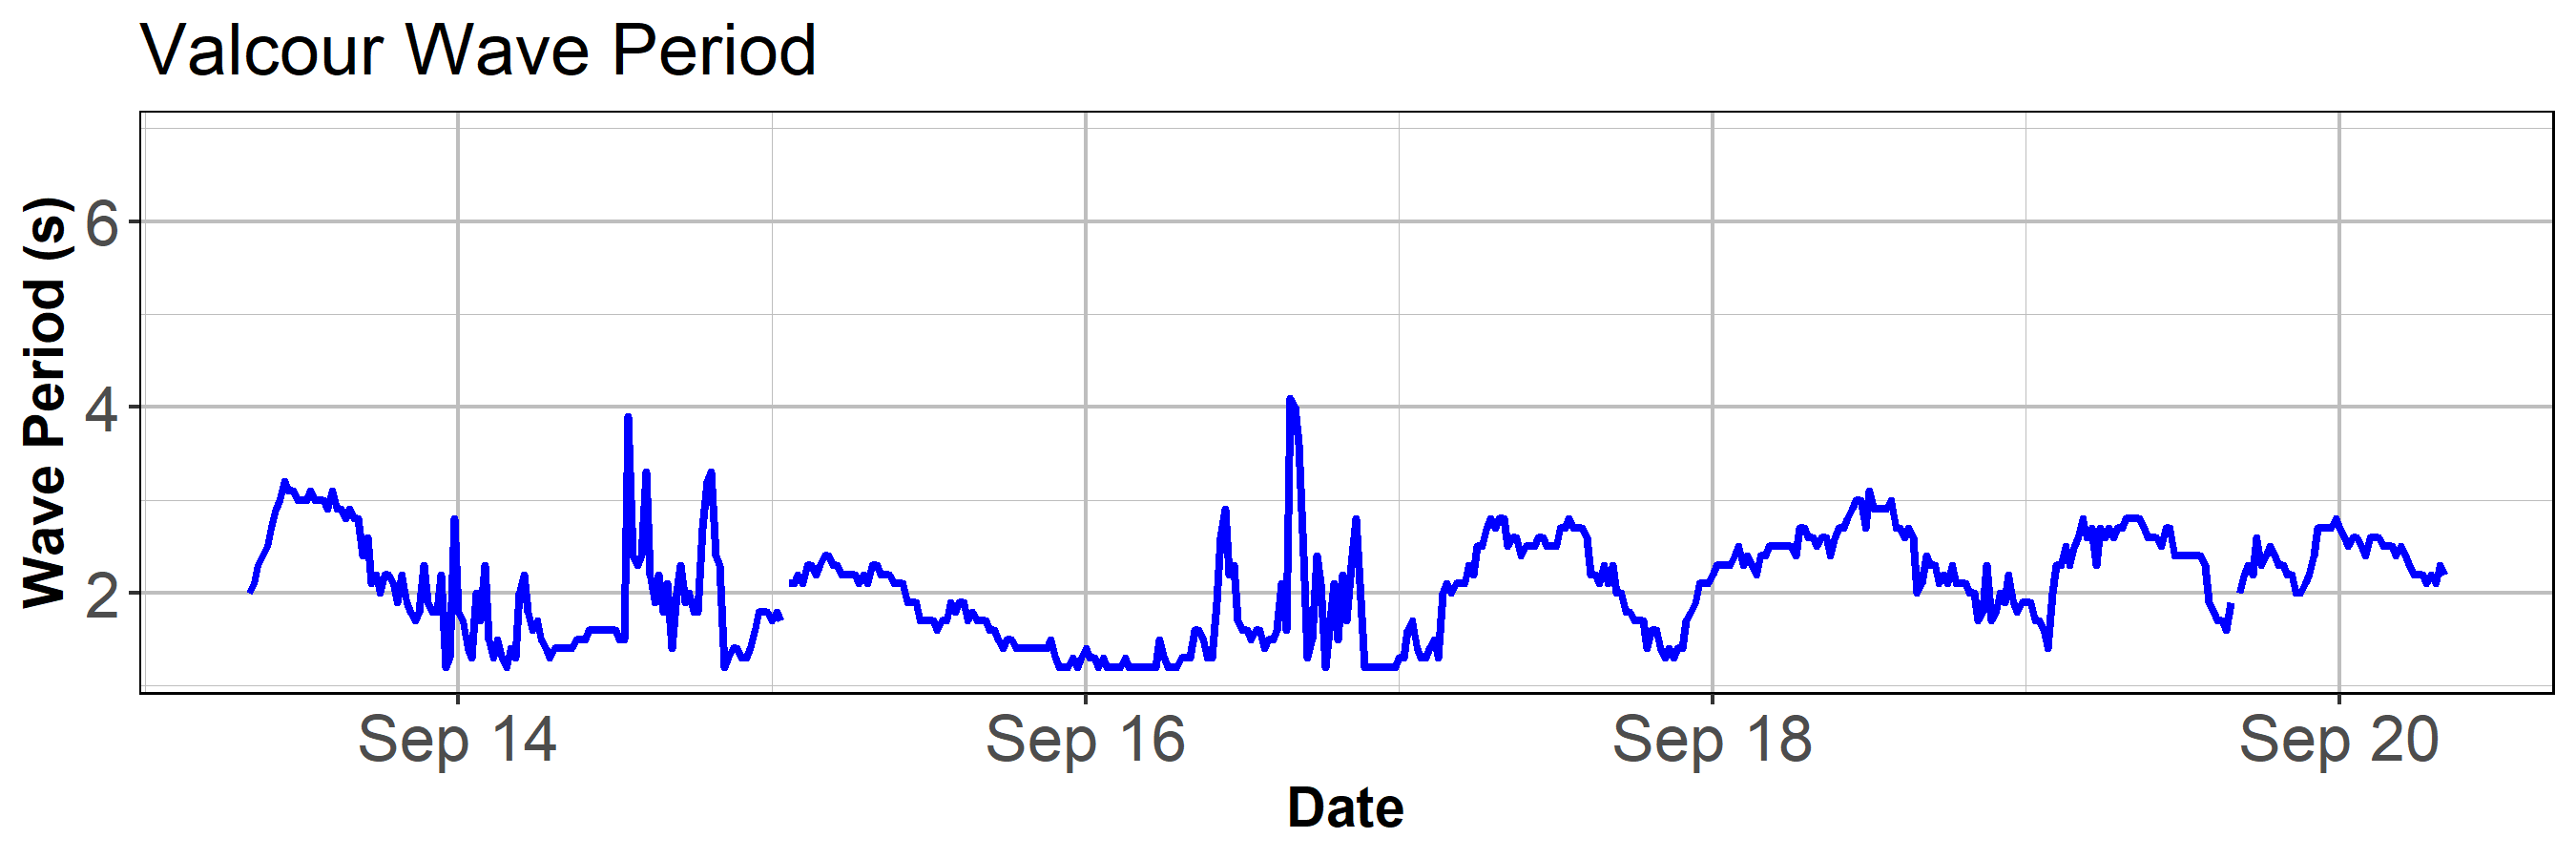 Valcour Wave Period
Wave Period (s)
6
4
2
Sep 14 Sep 16 Sep 18 Sep 20
Date